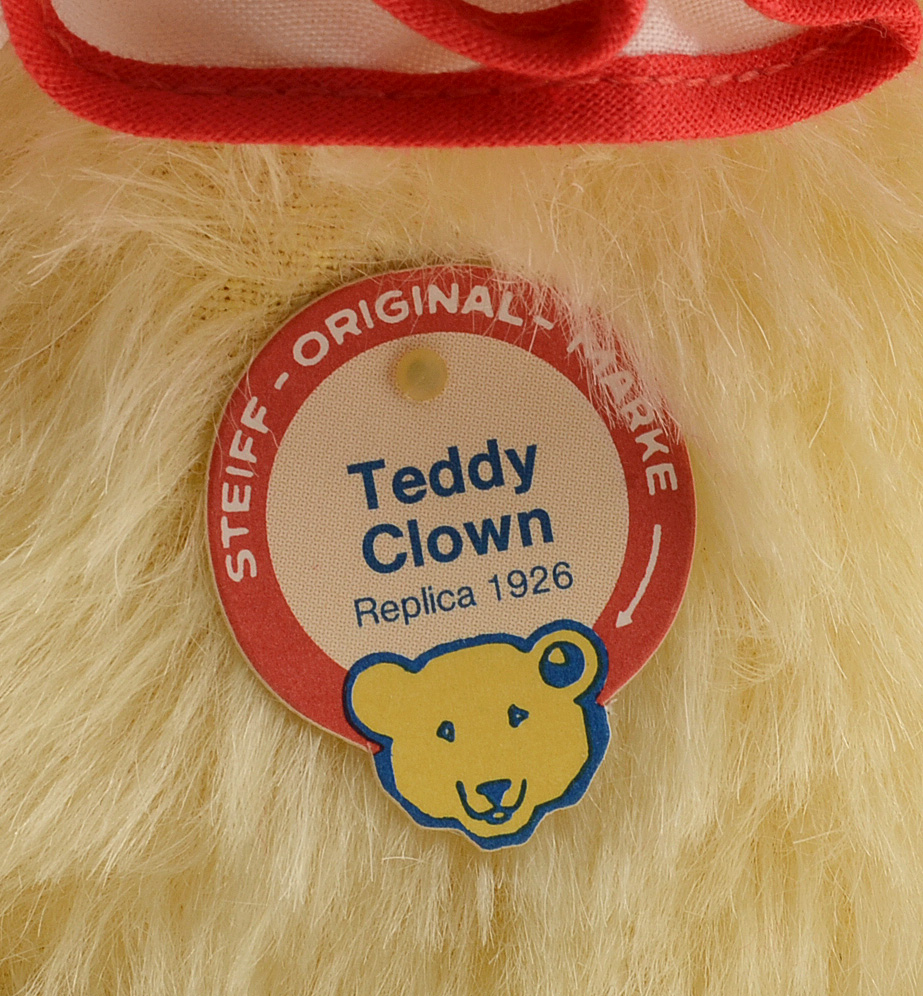 STEIFF - ORIGINAL - MARKE
Teddy
Clown
Replica 1926